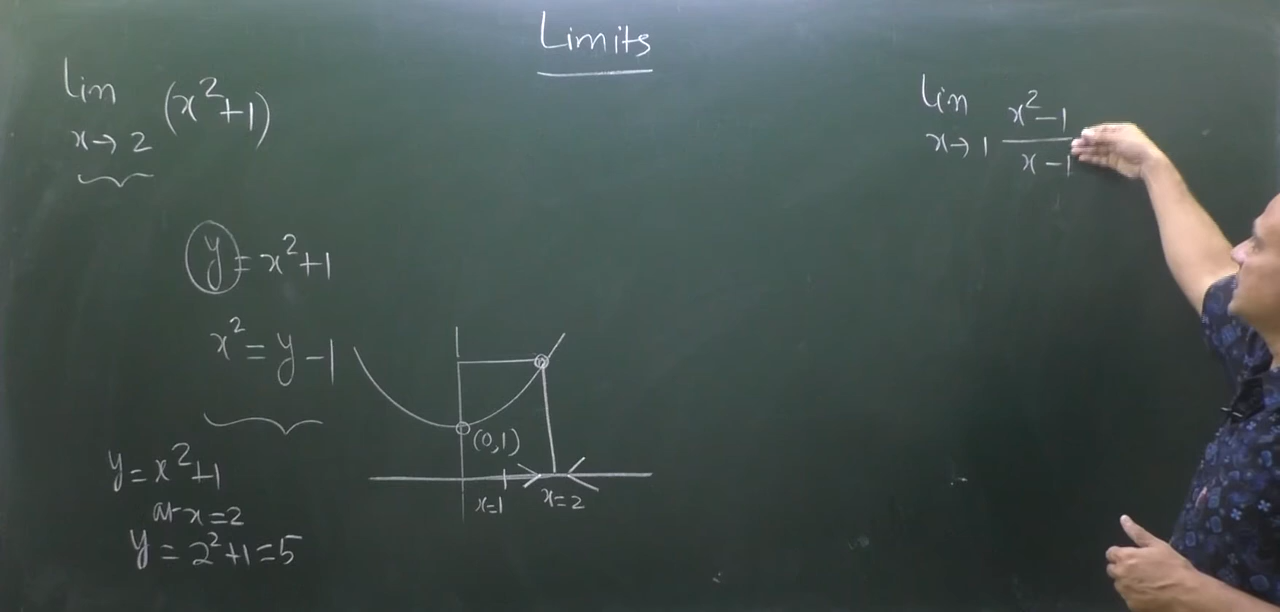 Limits
Lim
x→2 (x²+1)
Lim
x→1 x²-1
x-1
y = x²+1
x² = y-1
(0,1)
x=1 x=2
y = x²+1
at x=2
y = 2²+1=5